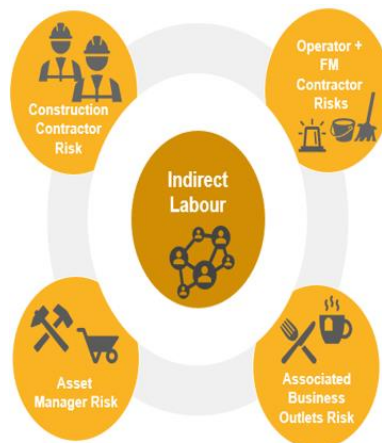 Construction
Contractor
Risk
Operator +
FM
Contractor
Risks
Indirect
Labour
Asset
Manager Risk
Associated
Business
Outlets Risk